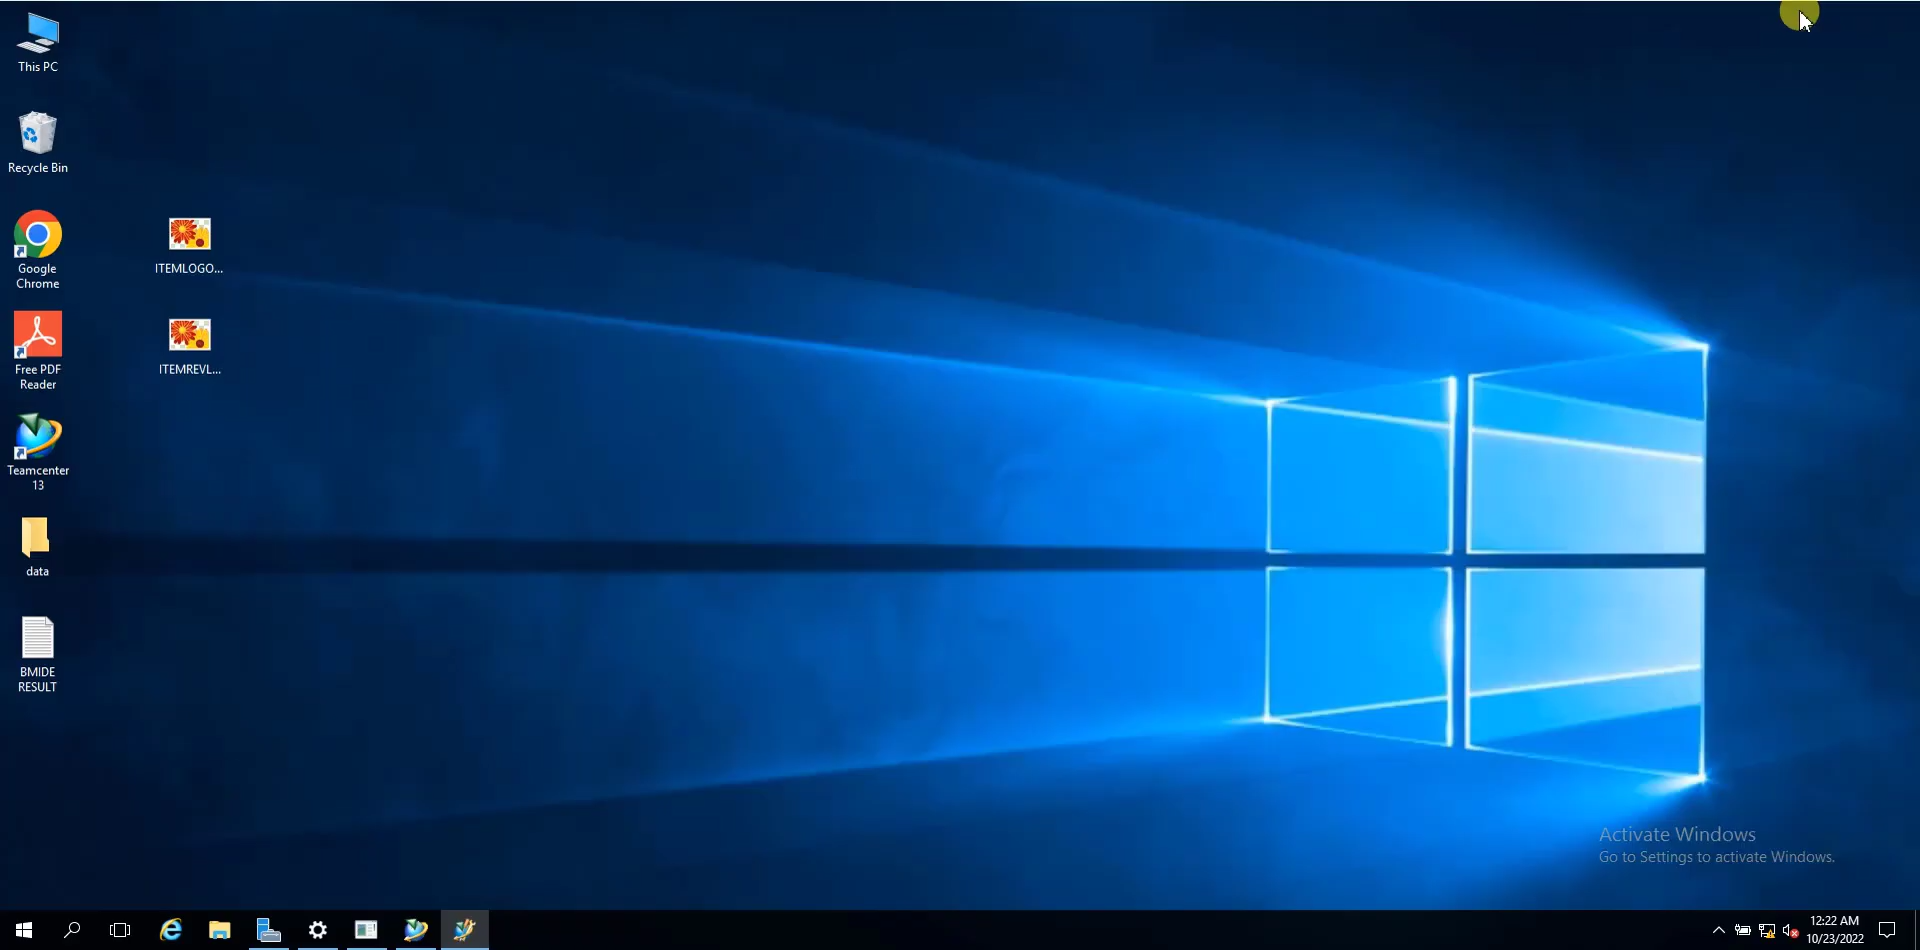 This PC
Recycle Bin
Google
Chrome
ITEMLOGO...
Free PDF
Reader
ITEMREVL...
Teamcenter
13
data
BMIDE
RESULT
Activate Windows
Go to Settings to activate Windows.
12:22 AM
10/23/2022